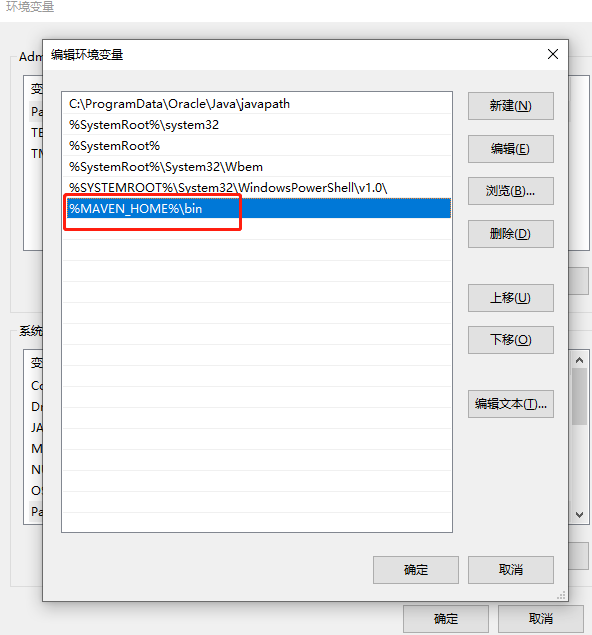 环境变量
编辑环境变量
Adm
变
Pa
TE
TM
C:\ProgramData\Oracle\Java\javapath
%SystemRoot%\system32
%SystemRoot%
%SystemRoot%\System32\Wbem
%SYSTEMROOT%\System32\WindowsPowerShell\v1.0\
%MAVEN_HOME%\bin
新建(N)
编辑(E)
浏览(B)...
删除(D)
上移(U)
下移(O)
编辑文本(T)...
系统
变
Co
Dr
JA
M
NU
OS
Pa
确定
取消
确定
取消